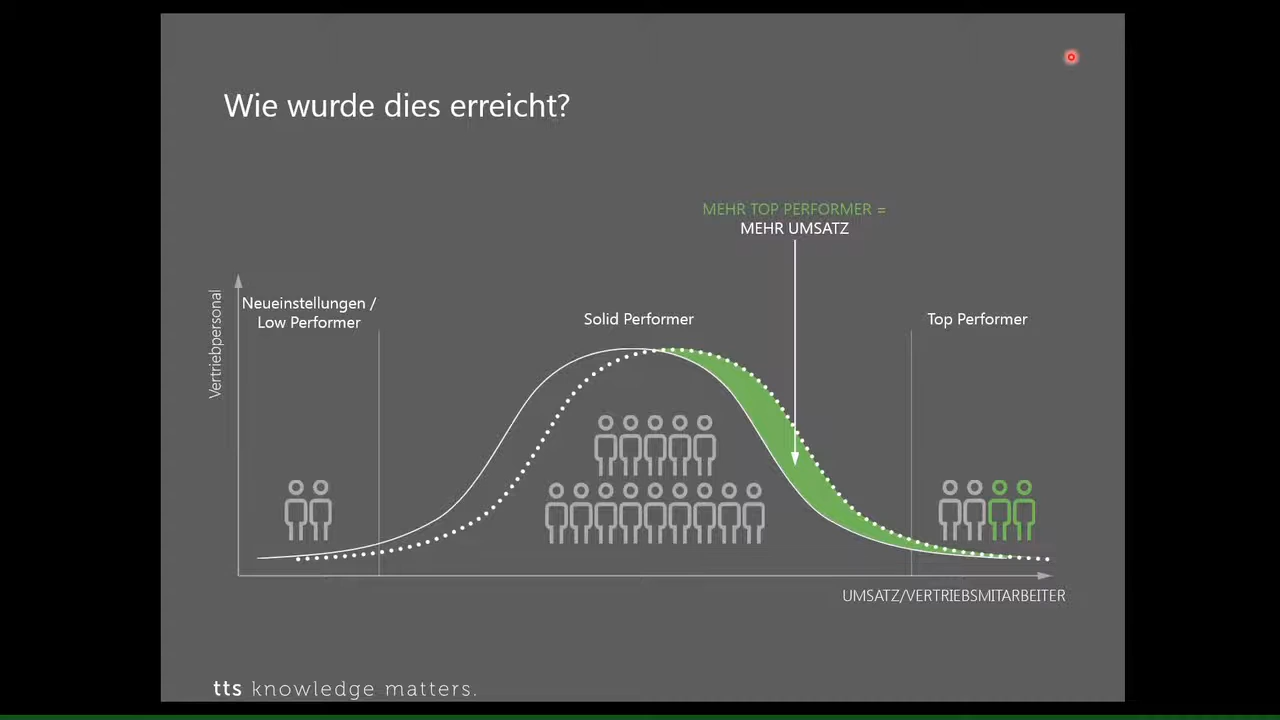 Wie wurde dies erreicht?
MEHR TOP PERFORMER =
MEHR UMSATZ
Vertriebpersonal
Neueinstellungen /
Low Performer
Solid Performer
Top Performer
UMSATZ/VERTRIEBSMITARBEITER
tts knowledge matters.